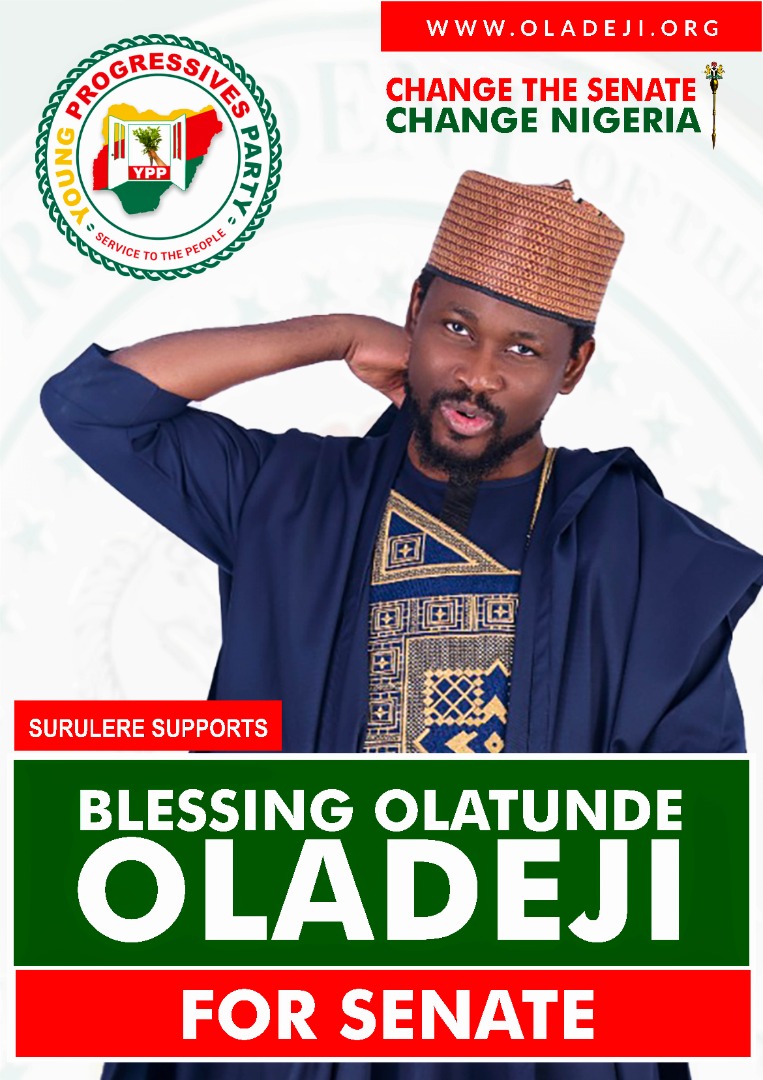 WWW.OLADEJI.ORG
YOUNG PROGRESSIVES PARTY
YPP
SERVICE TO THE PEOPLE
CHANGE THE SENATE
CHANGE NIGERIA
SURULERE SUPPORTS
BLESSING OLATUNDE
OLADEJI
FOR SENATE